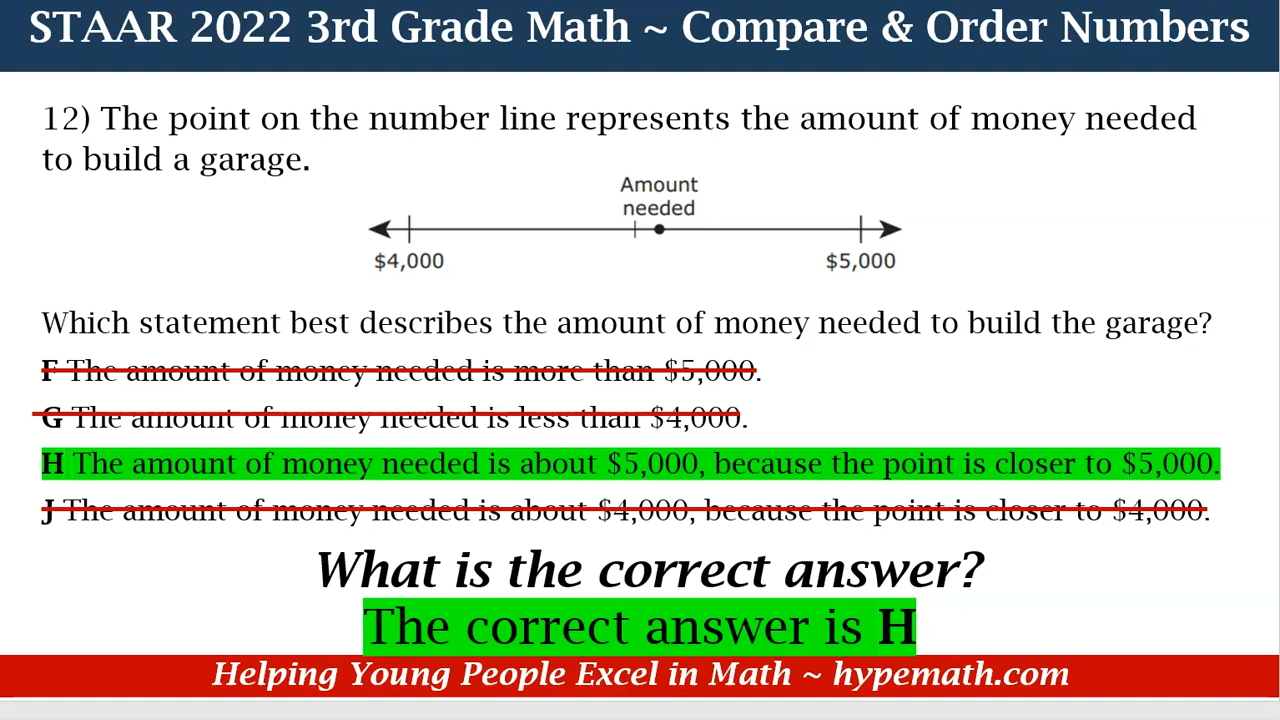 STAAR 2022 3rd Grade Math ~ Compare & Order Numbers
12) The point on the number line represents the amount of money needed
to build a garage.
Amount
needed
$4,000 $5,000
Which statement best describes the amount of money needed to build the garage?
F The amount of money needed is more than $5,000.
G The amount of money needed is less than $4,000.
H The amount of money needed is about $5,000, because the point is closer to $5,000.
J The amount of money needed is about $4,000, because the point is closer to $4,000.
What is the correct answer?
The correct answer is H
Helping Young People Excel in Math ~ hypemath.com